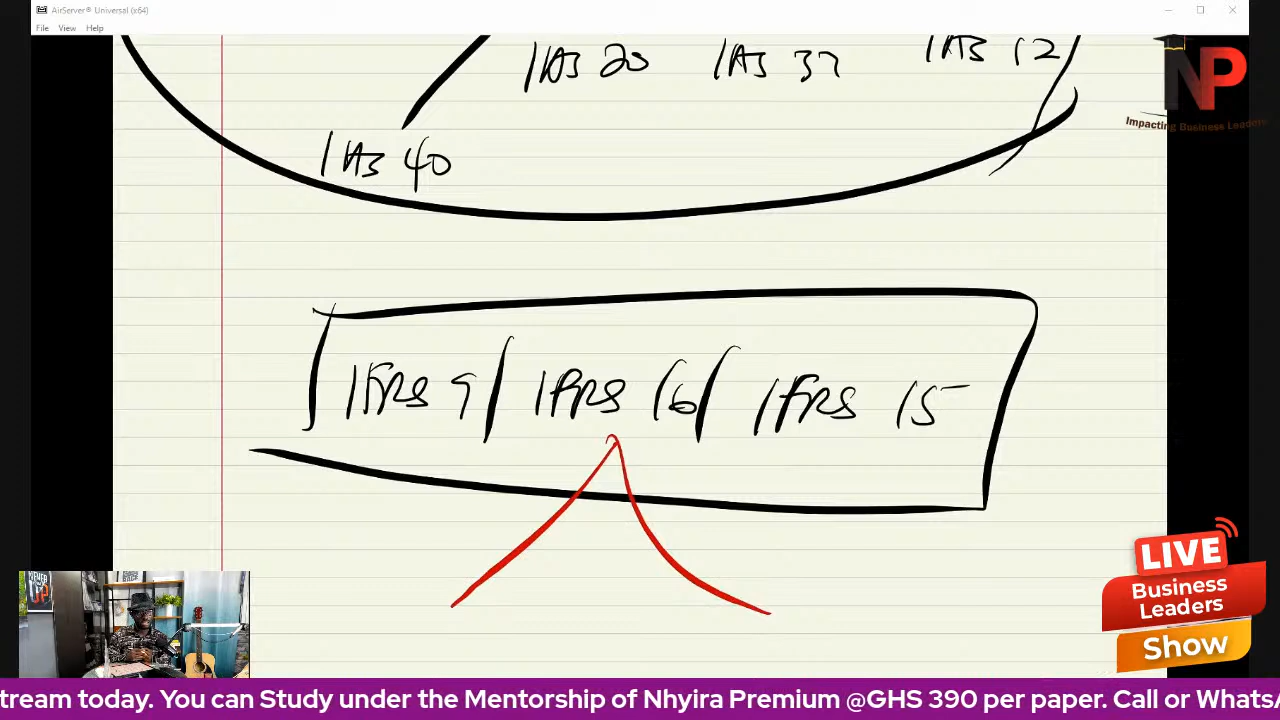 AirServer® Universal (x64)
File View Help
IAS 20 IAS 37 IAS 12
NP
Impacting Business Leaders
IAS 40
IFRS 9 / IFRS 16 / IFRS 15
LIVE
Business
Leaders
Show
tream today. You can Study under the Mentorship of Nhyira Premium @GHS 390 per paper. Call or WhatsA